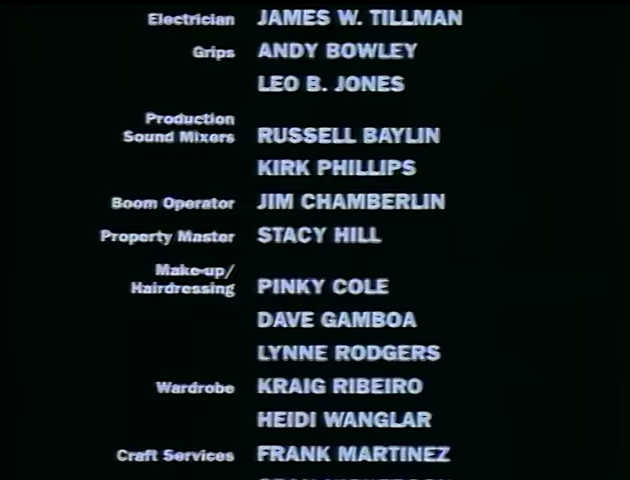 Electrician JAMES W. TILLMAN
Grips ANDY BOWLEY
LEO B. JONES
Production
Sound Mixers RUSSELL BAYLIN
KIRK PHILLIPS
Boom Operator JIM CHAMBERLIN
Property Master STACY HILL
Make-up/
Hairdressing PINKY COLE
DAVE GAMBOA
LYNNE RODGERS
Wardrobe KRAIG RIBEIRO
HEIDI WANGLAR
Craft Services FRANK MARTINEZ